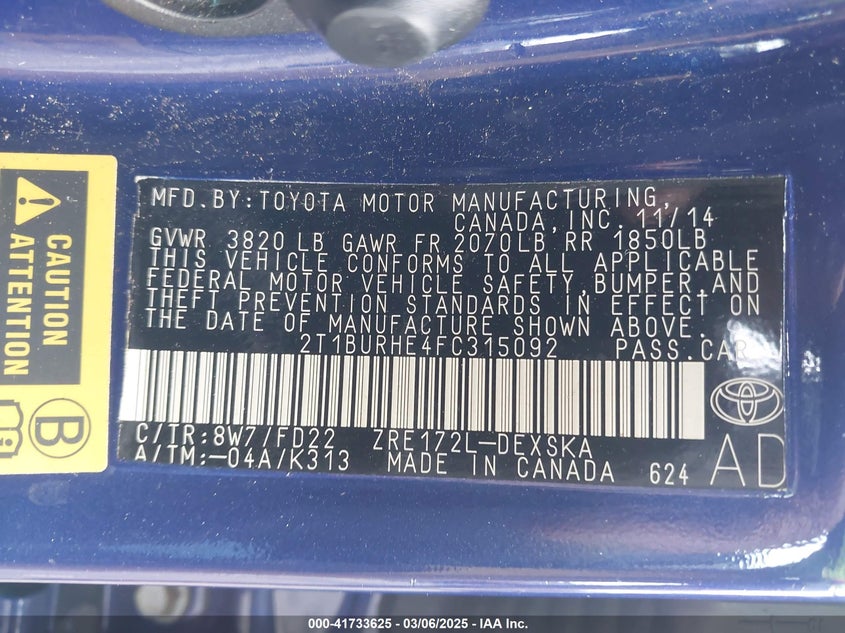 MFD.BY:TOYOTA MOTOR MANUFACTURING,
CANADA,INC. 11/14
GVWR 3820 LB GAWR FR 2070LB RR 1850LB
THIS VEHICLE CONFORMS TO ALL APPLICABLE
FEDERAL MOTOR VEHICLE SAFETY,BUMPER,AND
THEFT PREVENTION STANDARDS IN EFFECT ON
THE DATE OF MANUFACTURE SHOWN ABOVE.
2T1BURHE4FC315092 PASS.CAR
C/TR:8W7/FD22 ZRE172L-DEXSKA
A/TM:-04A/K313 MADE IN CANADA 624
AD
CAUTION
ATTENTION
B
000-41733625 - 03/06/2025 - IAA Inc.